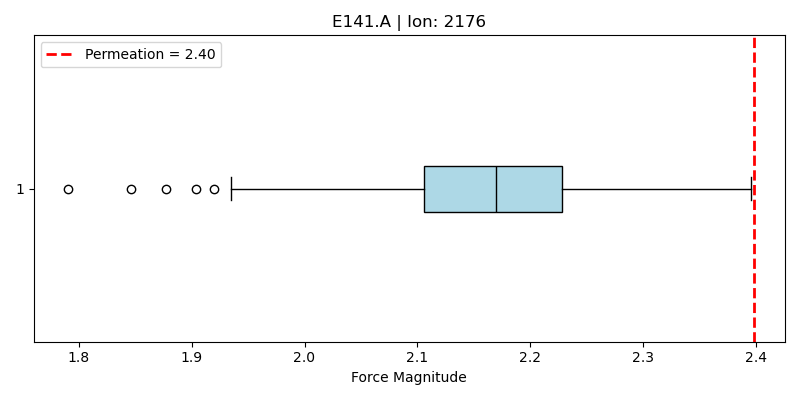 E141.A | Ion: 2176
Permeation = 2.40
1
1.8 1.9 2.0 2.1 2.2 2.3 2.4
Force Magnitude